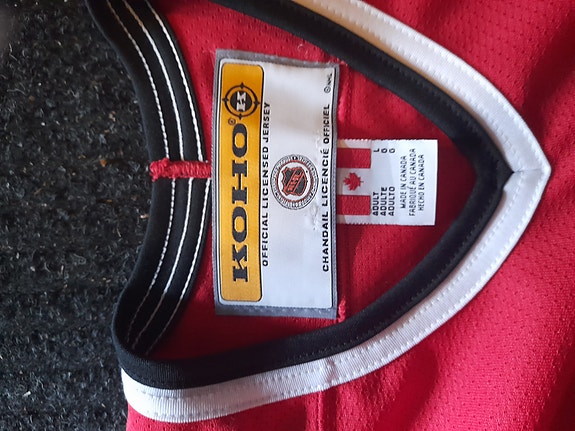 KOHO® K
OFFICIAL LICENSED JERSEY
NHL
CHANDAIL LICENCIÉ OFFICIEL
© NHL
ADULT L
ADULTE G
ADULTO G
MADE IN CANADA
FABRIQUÉ AU CANADA
HECHO EN CANADA